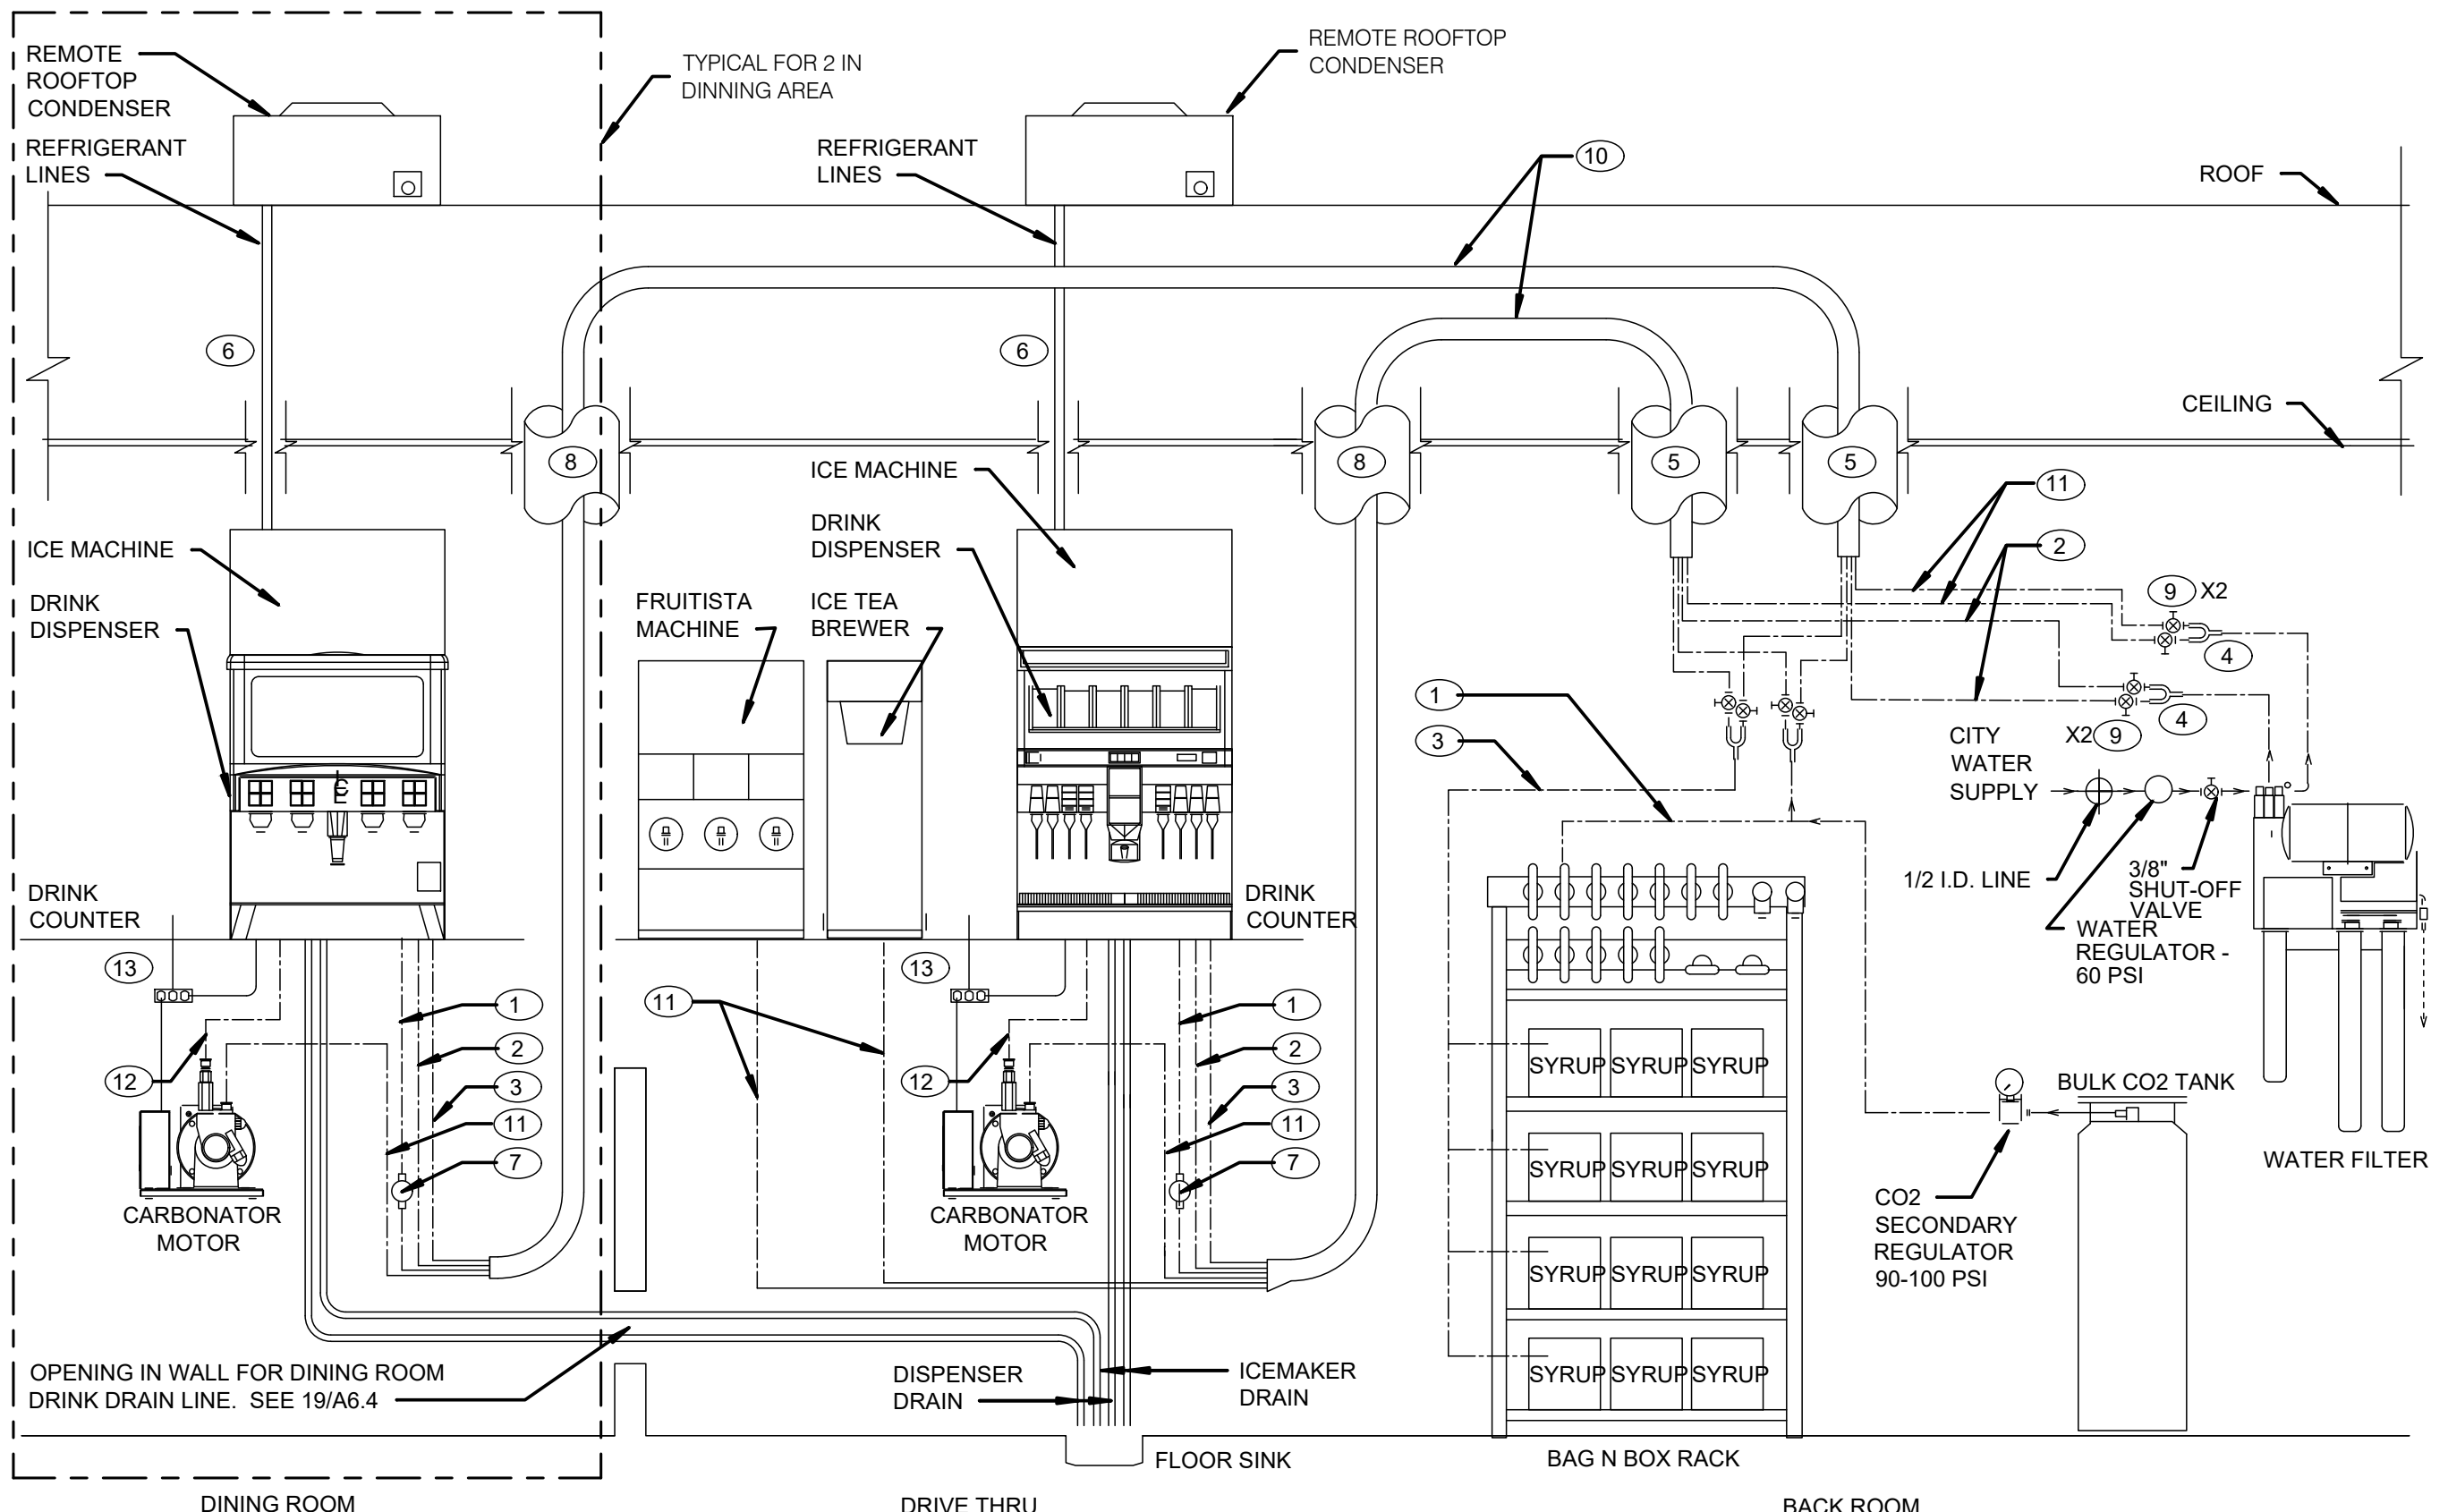 REMOTE
ROOFTOP
CONDENSER
REFRIGERANT
LINES
TYPICAL FOR 2 IN
DINNING AREA
REMOTE ROOFTOP
CONDENSER
REFRIGERANT
LINES
10
ROOF
6
6
CEILING
8
8
5
5
ICE MACHINE
11
2
ICE MACHINE
DRINK
DISPENSER
DRINK
DISPENSER
FRUITISTA
MACHINE
ICE TEA
BREWER
9 X2
4
1
3
4
X2 9
CITY
WATER
SUPPLY
1/2 I.D. LINE
3/8"
SHUT-OFF
VALVE
WATER
REGULATOR -
60 PSI
DRINK
COUNTER
DRINK
COUNTER
13
1
2
3
11
7
12
11
13
1
2
3
11
7
12
CARBONATOR
MOTOR
CARBONATOR
MOTOR
SYRUP SYRUP SYRUP
SYRUP SYRUP SYRUP
SYRUP SYRUP SYRUP
SYRUP SYRUP SYRUP
BULK CO2 TANK
WATER FILTER
CO2
SECONDARY
REGULATOR
90-100 PSI
OPENING IN WALL FOR DINING ROOM
DRINK DRAIN LINE. SEE 19/A6.4
DISPENSER
DRAIN
ICEMAKER
DRAIN
FLOOR SINK
BAG N BOX RACK
DINING ROOM
DRIVE THRU
BACK ROOM